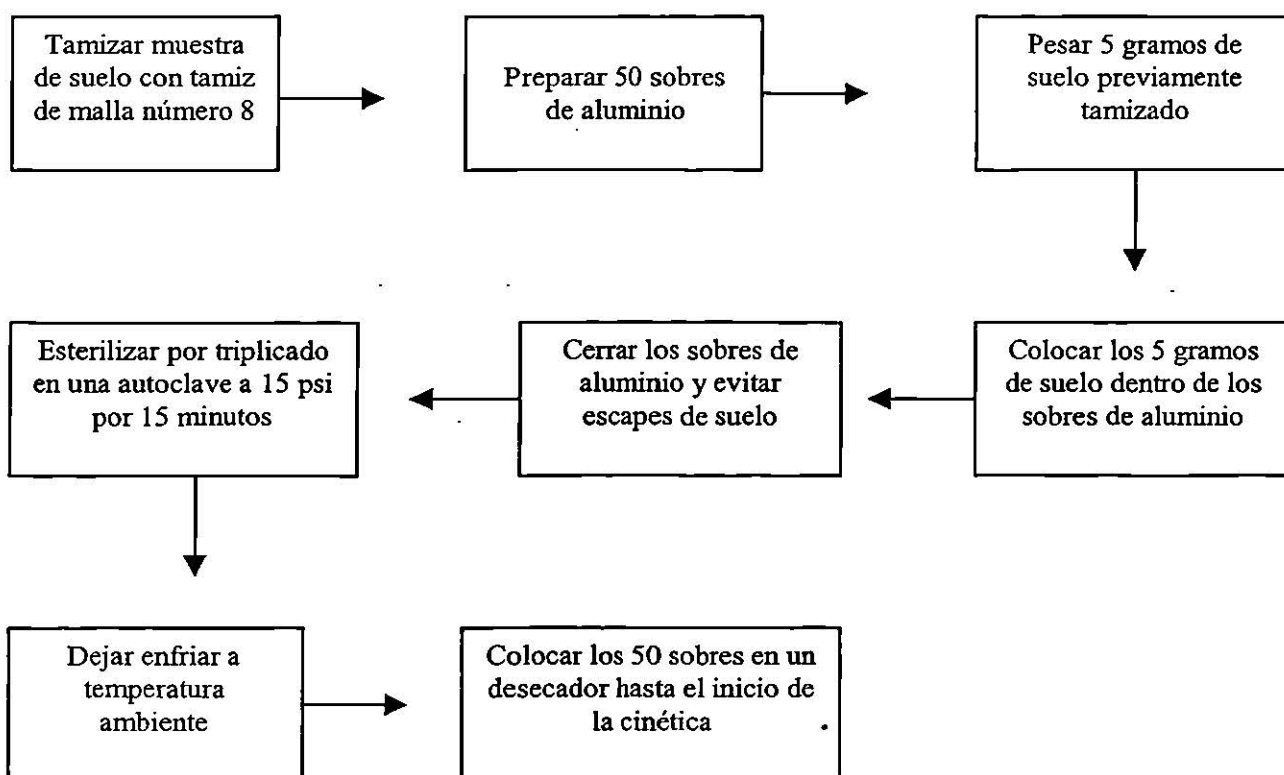 Tamizar muestra
de suelo con tamiz
de malla número 8
Preparar 50 sobres
de aluminio
Pesar 5 gramos de
suelo previamente
tamizado
Colocar los 5 gramos
de suelo dentro de los
sobres de aluminio
Cerrar los sobres de
aluminio y evitar
escapes de suelo
Esterilizar por triplicado
en una autoclave a 15 psi
por 15 minutos
Dejar enfriar a
temperatura
ambiente
Colocar los 50 sobres en un
desecador hasta el inicio de
la cinética